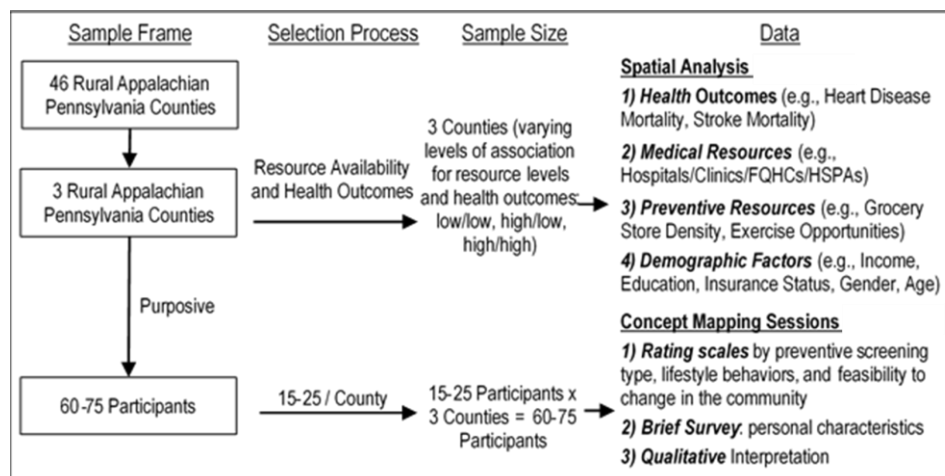 Sample Frame
Selection Process
Sample Size
Data
46 Rural Appalachian
Pennsylvania Counties
3 Rural Appalachian
Pennsylvania Counties
Purposive
60-75 Participants
Resource Availability
and Health Outcomes
15-25 / County
3 Counties (varying
levels of association
for resource levels
and health outcomes:
low/low, high/low,
high/high)
15-25 Participants x
3 Counties = 60-75
Participants
Spatial Analysis
1) Health Outcomes (e.g., Heart Disease
Mortality, Stroke Mortality)
2) Medical Resources (e.g.,
Hospitals/Clinics/FQHCs/HSPAs)
3) Preventive Resources (e.g., Grocery
Store Density, Exercise Opportunities)
4) Demographic Factors (e.g., Income,
Education, Insurance Status, Gender, Age)
Concept Mapping Sessions
1) Rating scales by preventive screening
type, lifestyle behaviors, and feasibility to
change in the community
2) Brief Survey: personal characteristics
3) Qualitative Interpretation